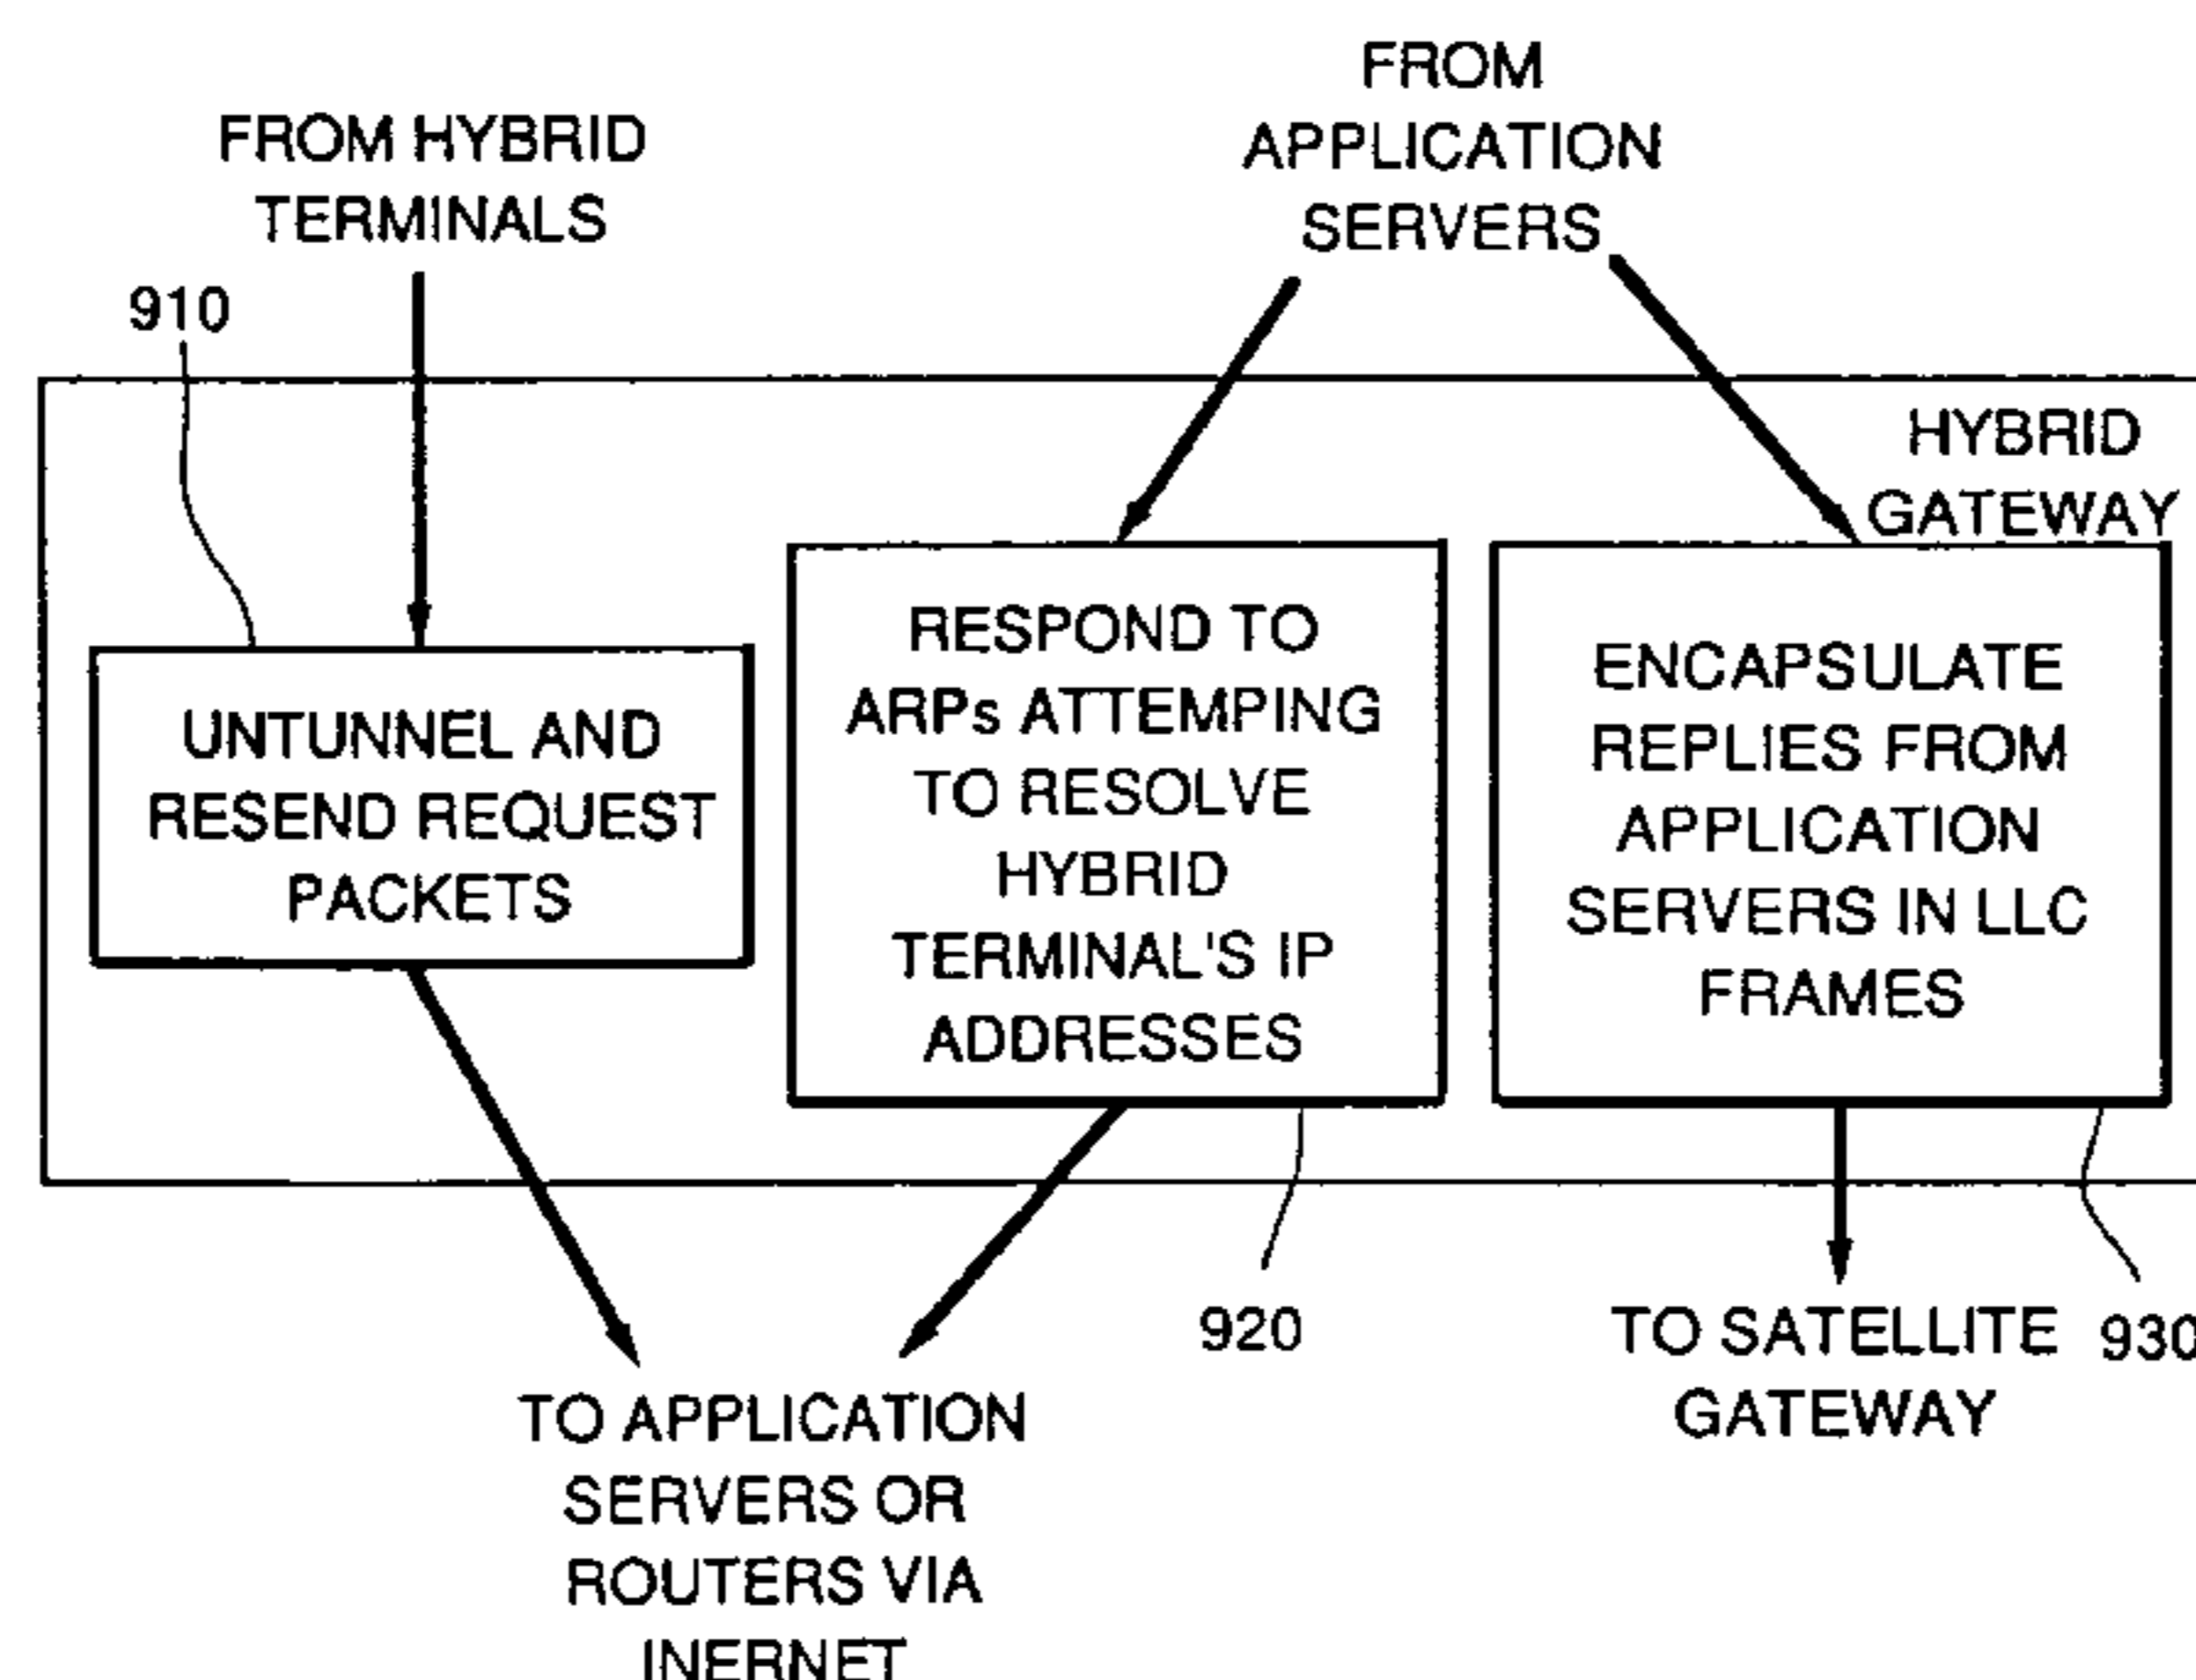 FROM HYBRID
TERMINALS
FROM
APPLICATION
SERVERS
910
HYBRID
GATEWAY
UNTUNNEL AND
RESEND REQUEST
PACKETS
RESPOND TO
ARPs ATTEMPING
TO RESOLVE
HYBRID
TERMINAL'S IP
ADDRESSES
ENCAPSULATE
REPLIES FROM
APPLICATION
SERVERS IN LLC
FRAMES
920
TO SATELLITE
GATEWAY
930
TO APPLICATION
SERVERS OR
ROUTERS VIA
INERNET